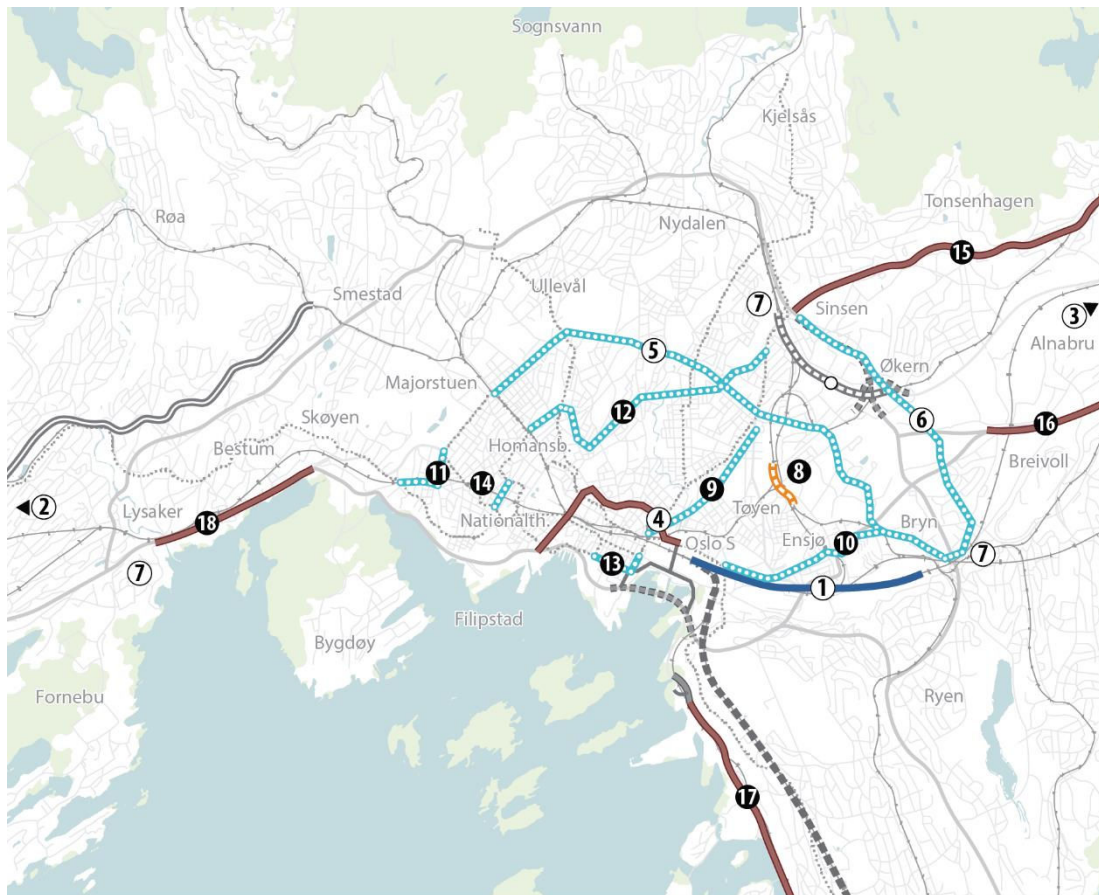 Sognsvann
Kjelsås
Tonsenhagen
Røa
Nydalen
15
Ullevål
Smestad
7
Sinsen
3
Alnabru
5
Økern
Majorstuen
12
6
16
Skøyen
Homansb.
Bestum
11
14
8
Breivoll
9
2
Lysaker
18
Nationalth.
4
Tøyen
Bryn
Oslo S
Ensjø
10
7
13
7
1
Filipstad
Bygdøy
Fornebu
Ryen
17